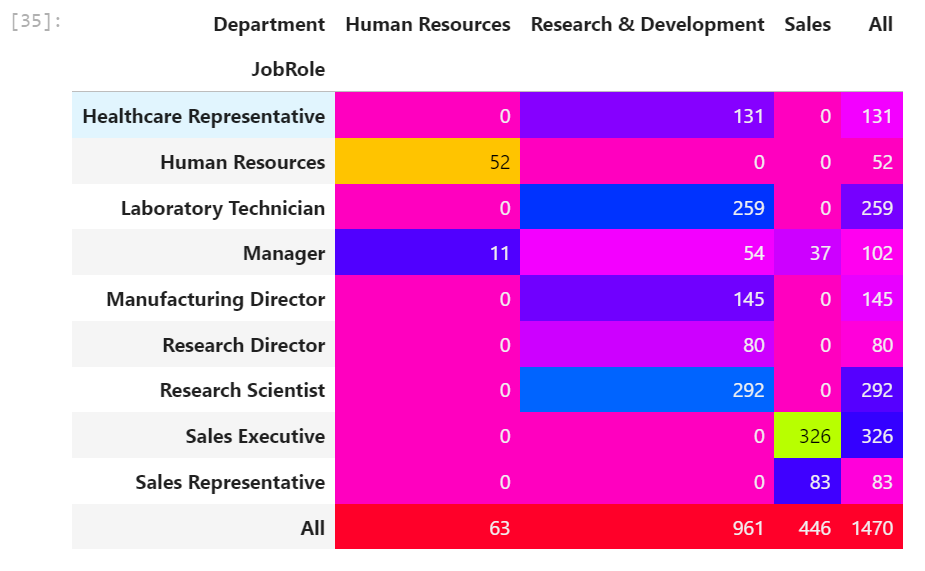 [35]:
Department Human Resources Research & Development Sales All
JobRole
Healthcare Representative 0 131 0 131
Human Resources 52 0 0 52
Laboratory Technician 0 259 0 259
Manager 11 54 37 102
Manufacturing Director 0 145 0 145
Research Director 0 80 0 80
Research Scientist 0 292 0 292
Sales Executive 0 0 326 326
Sales Representative 0 0 83 83
All 63 961 446 1470